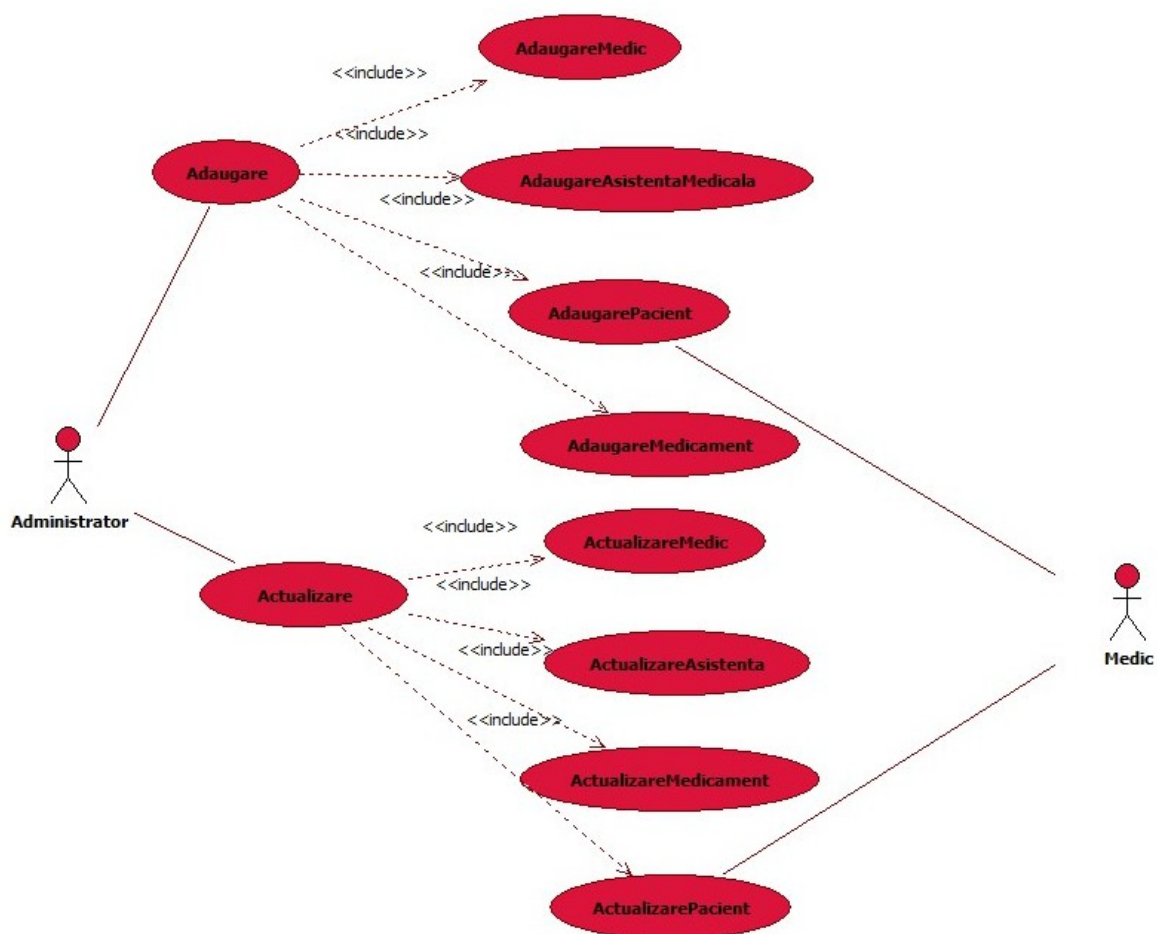 AdaugareMedic
<<include>>
<<include>>
Adaugare
AdaugareAsistentaMedicala
<<include>>
<<include>>
AdaugarePacient
AdaugareMedicament
Administrator
<<include>>
ActualizareMedic
<<include>>
Actualizare
<<include>>
ActualizareAsistenta
Medic
<<include>>
ActualizareMedicament
ActualizarePacient